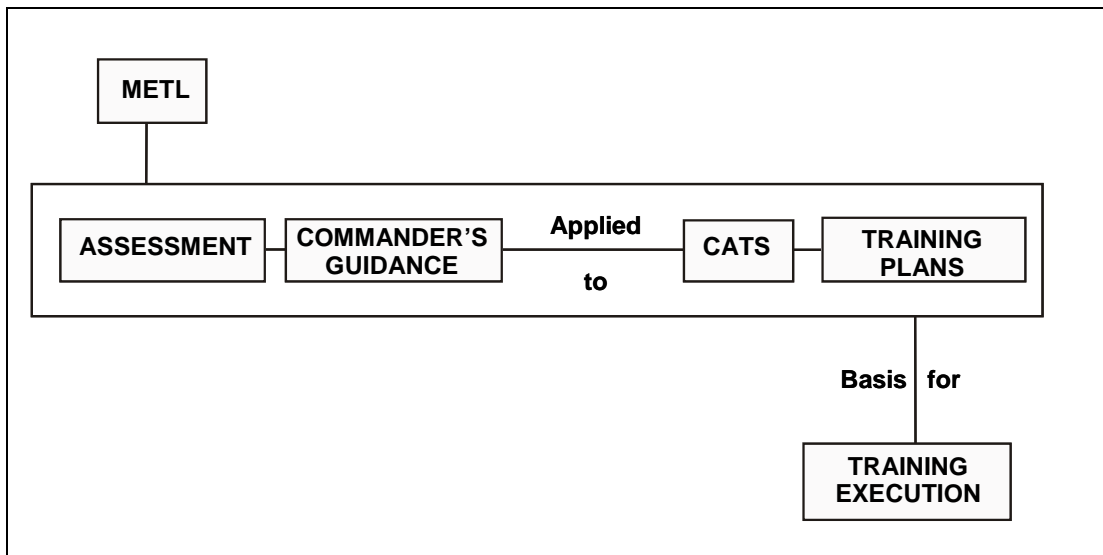 METL
ASSESSMENT
COMMANDER’S
GUIDANCE
Applied
to
CATS
TRAINING
PLANS
Basis for
TRAINING
EXECUTION